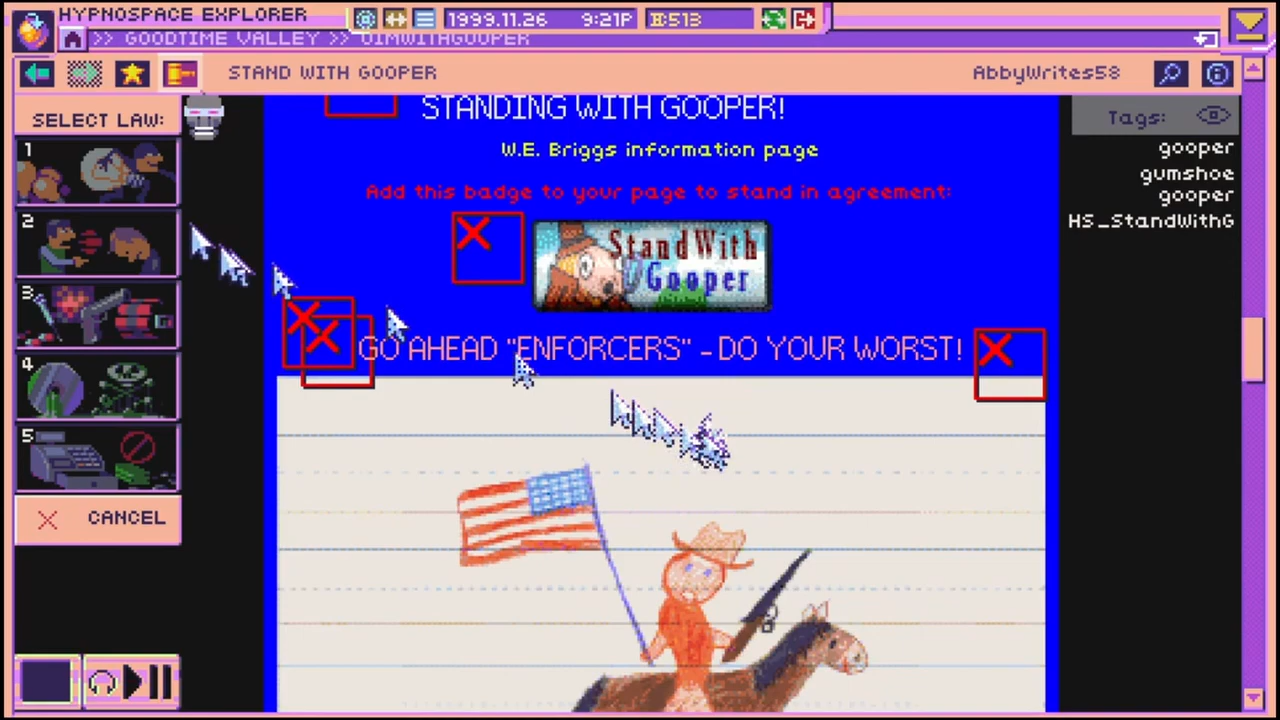 HYPNOSPACE EXPLORER
1999.11.26 9:21P
513
>> GOODTIME VALLEY >> JIMWITHGOOPER
STAND WITH GOOPER
AbbyWrites58
SELECT LAW:
1
2
3
4
5
CANCEL
STANDING WITH GOOPER!
W.E. Briggs information page
Add this badge to your page to stand in agreement:
Stand With
Gooper
GO AHEAD "ENFORCERS" - DO YOUR WORST!
Tags:
gooper
gumshoe
gooper
HS_StandWithG